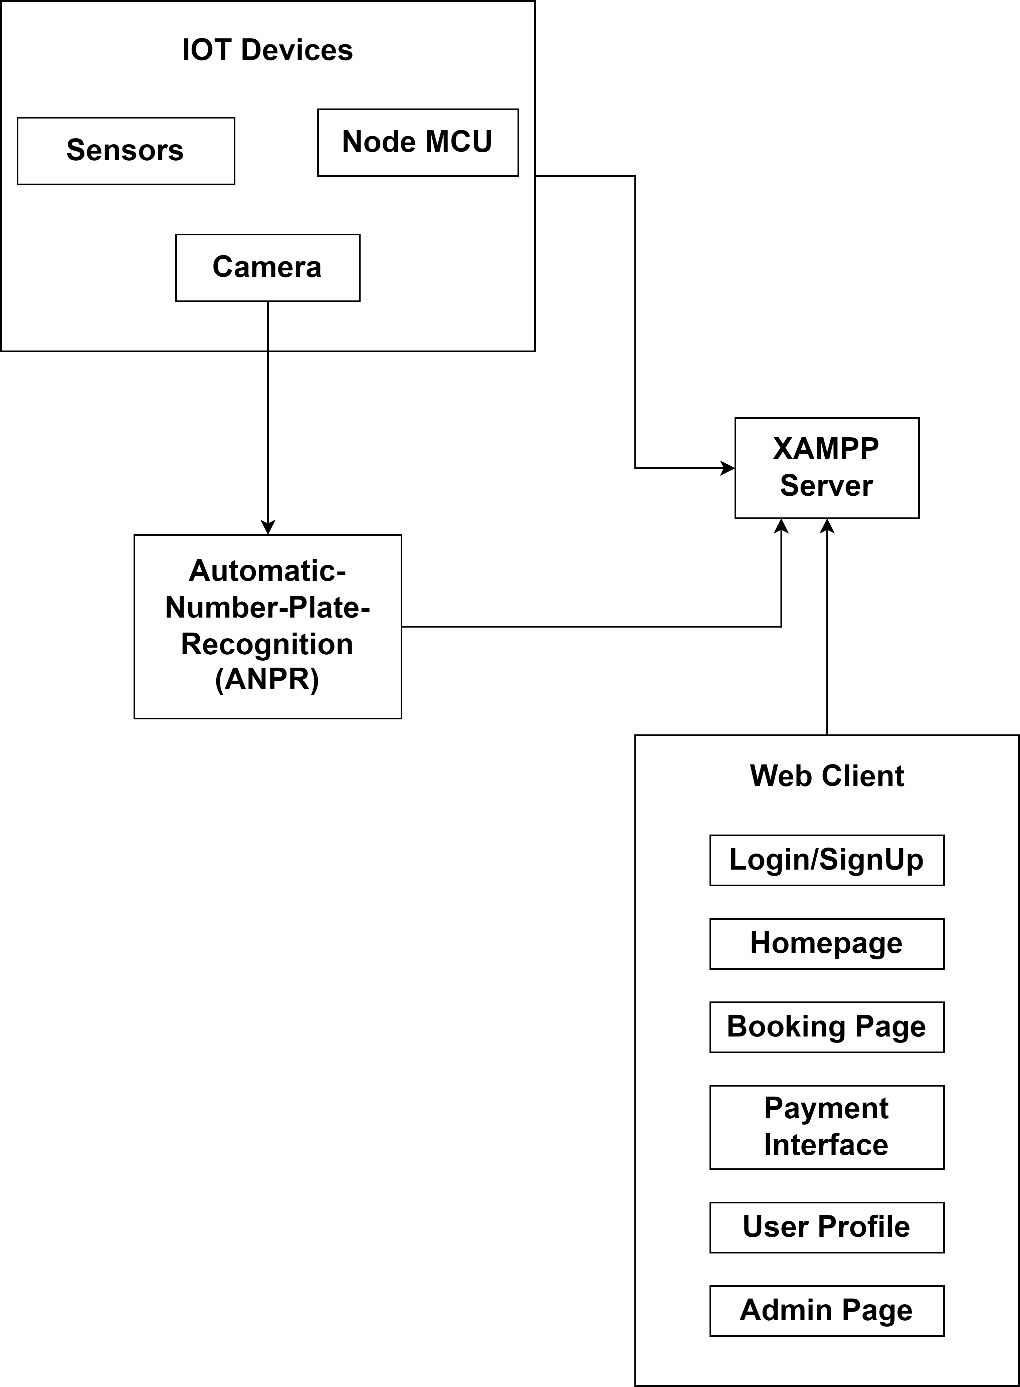 IOT Devices
Sensors
Node MCU
Camera
XAMPP
Server
Automatic-
Number-Plate-
Recognition
(ANPR)
Web Client
Login/SignUp
Homepage
Booking Page
Payment
Interface
User Profile
Admin Page